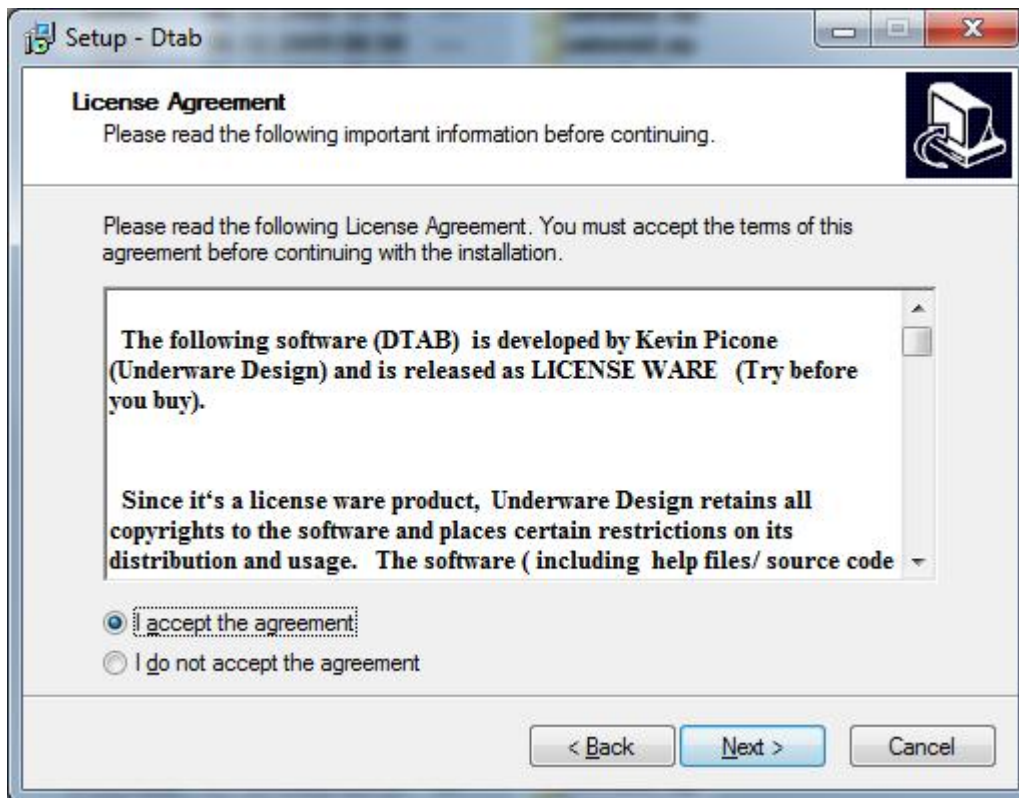 Setup - Dtab
License Agreement
Please read the following important information before continuing.
Please read the following License Agreement. You must accept the terms of this
agreement before continuing with the installation.
The following software (DTAB)  is developed by Kevin Picone
(Underware Design) and is released as LICENSE WARE  (Try before
you buy).
Since it‘s a license ware product,  Underware Design retains all
copyrights to the software and places certain restrictions on its
distribution and usage.  The software ( including  help files/ source code
I accept the agreement
I do not accept the agreement
< Back Next > Cancel